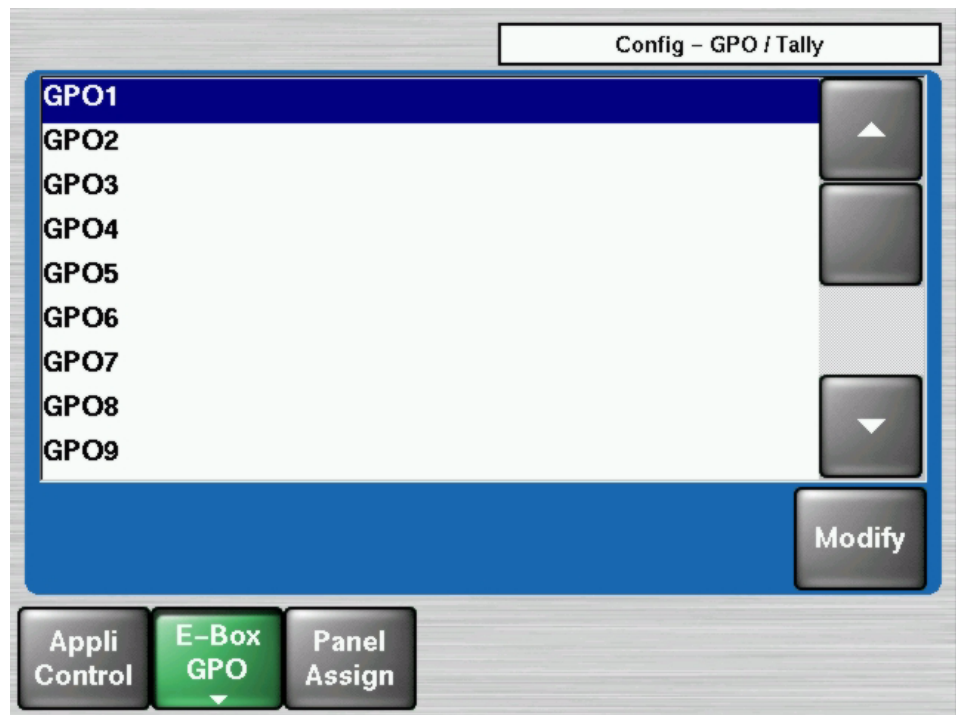 Config – GPO / Tally
GPO1
GPO2
GPO3
GPO4
GPO5
GPO6
GPO7
GPO8
GPO9
Modify
Appli
Control
E–Box
GPO
Panel
Assign